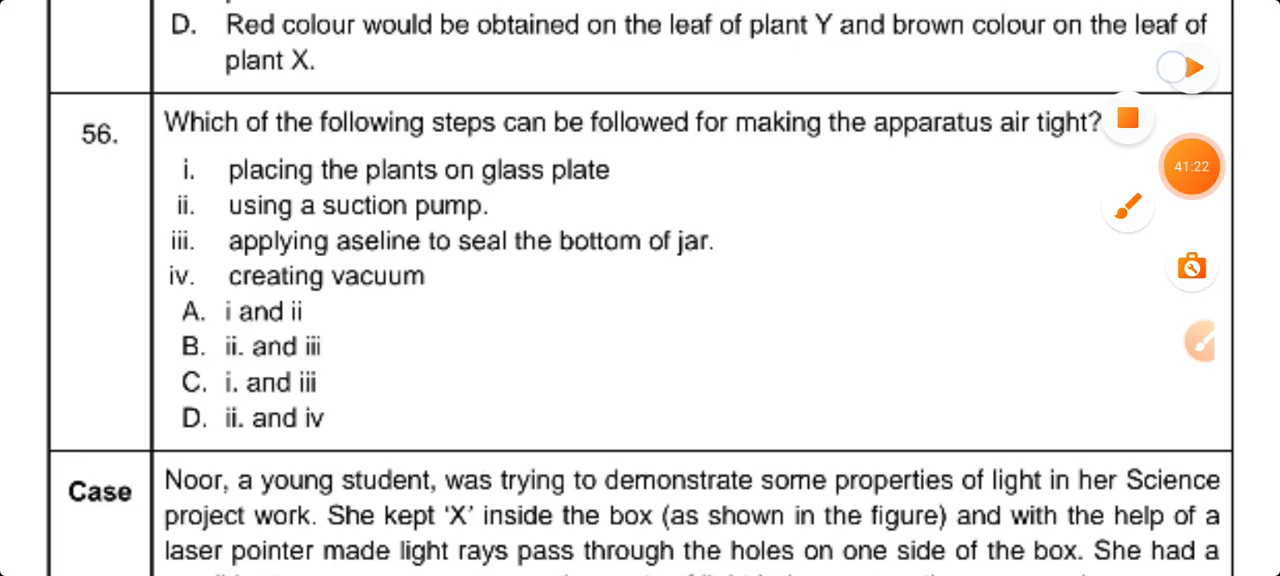 D. Red colour would be obtained on the leaf of plant Y and brown colour on the leaf of
plant X.
56.
Which of the following steps can be followed for making the apparatus air tight?
i. placing the plants on glass plate
ii. using a suction pump.
iii. applying aseline to seal the bottom of jar.
iv. creating vacuum
A. i and ii
B. ii. and iii
C. i. and iii
D. ii. and iv
41:22
Case
Noor, a young student, was trying to demonstrate some properties of light in her Science
project work. She kept ‘X’ inside the box (as shown in the figure) and with the help of a
laser pointer made light rays pass through the holes on one side of the box. She had a